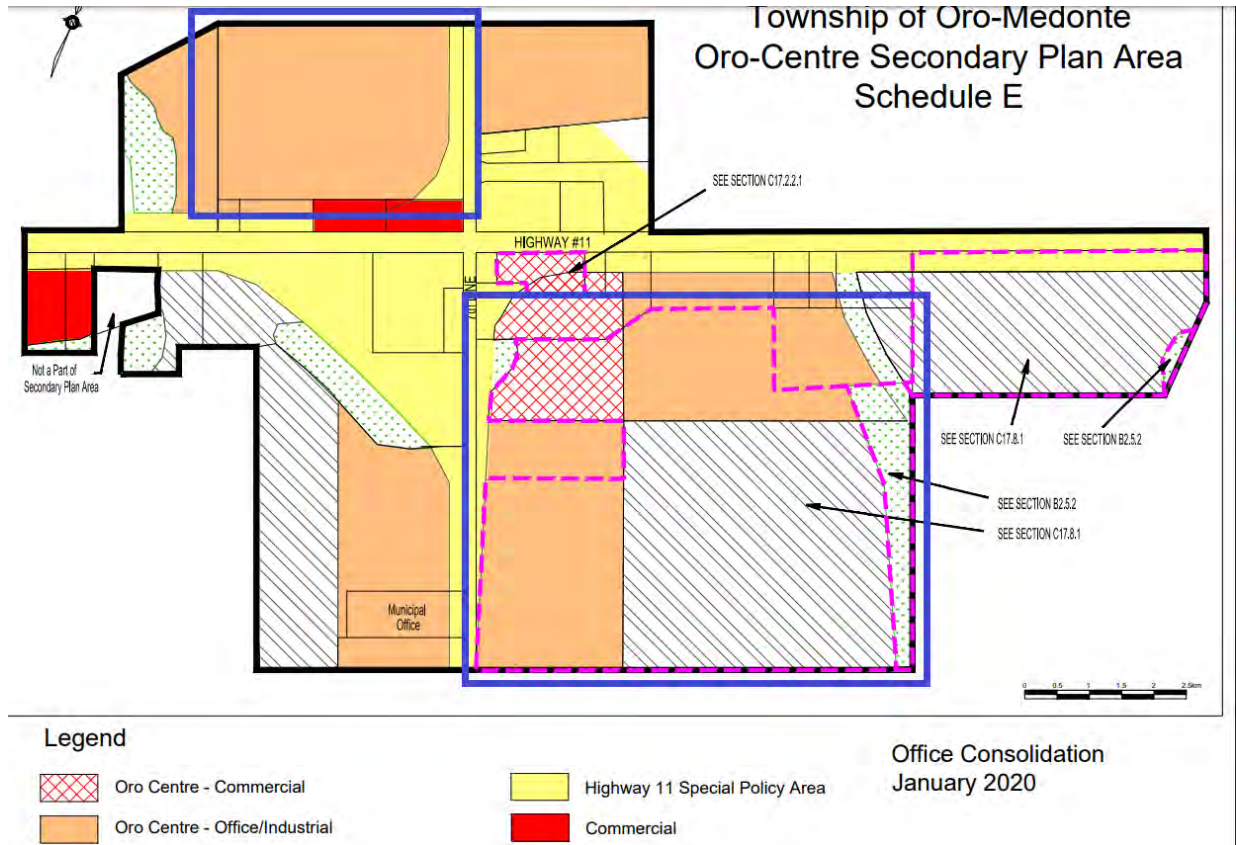 Township of Oro-Medonte
Oro-Centre Secondary Plan Area
Schedule E
SEE SECTION C17.2.2.1
HIGHWAY #11
Not a Part of
Secondary Plan Area
SEE SECTION C17.8.1
SEE SECTION B2.5.2
SEE SECTION B2.5.2
SEE SECTION C17.8.1
Municipal
Office
0 0.5 1 1.5 2 2.5km
Legend
Oro Centre - Commercial
Highway 11 Special Policy Area
Oro Centre - Office/Industrial
Commercial
Office Consolidation
January 2020